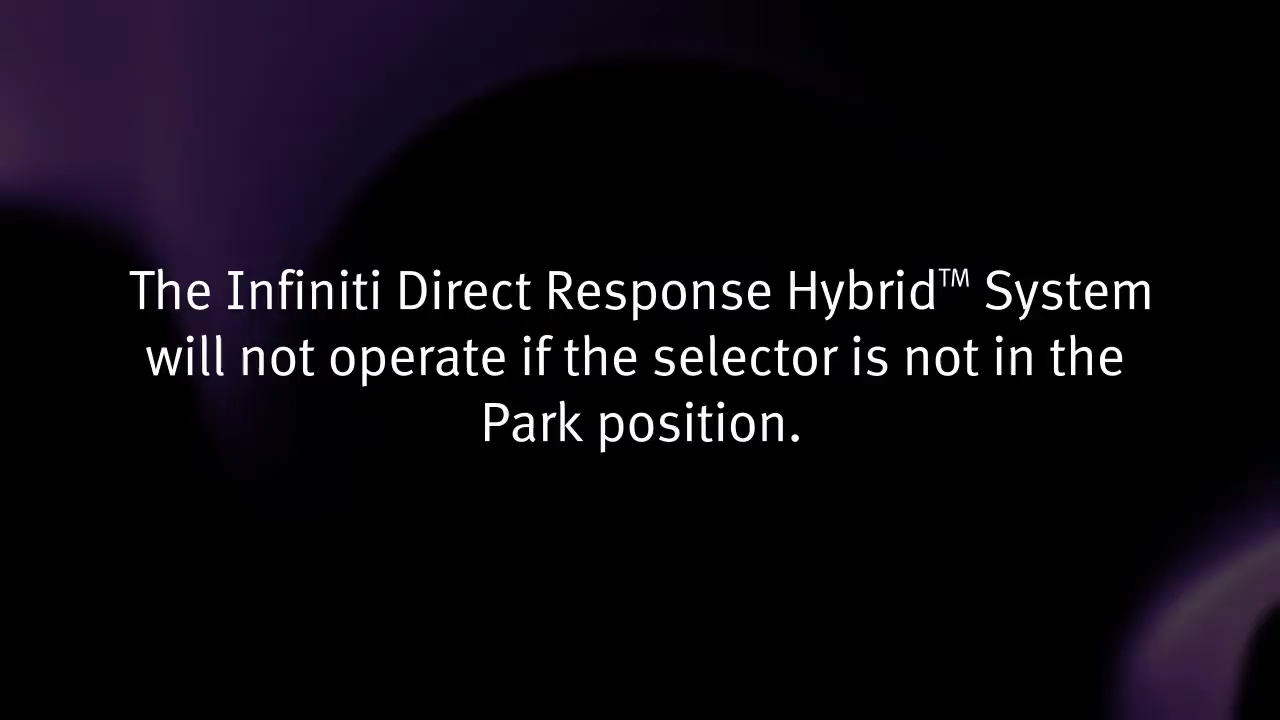 The Infiniti Direct Response Hybrid™ System
will not operate if the selector is not in the
Park position.